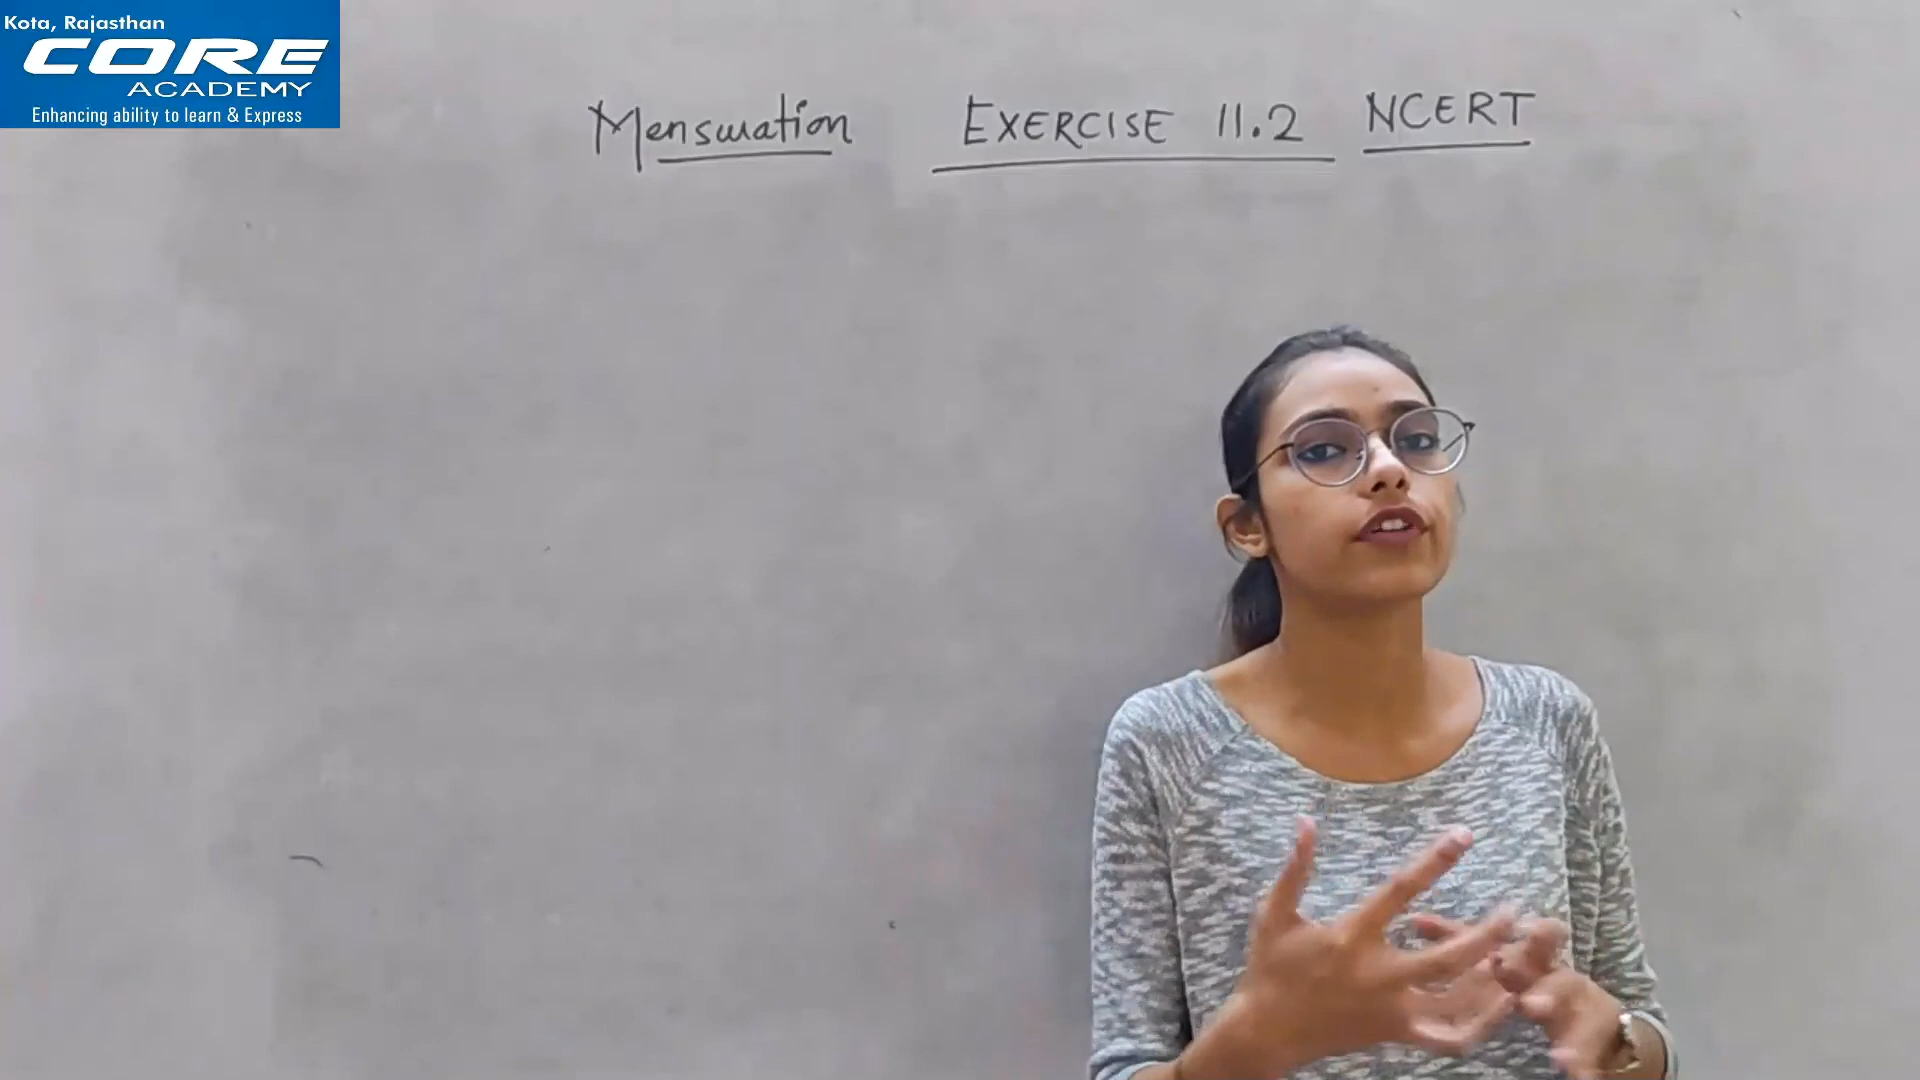 Kota, Rajasthan
CORE
ACADEMY
Enhancing ability to learn & Express
Mensuration EXERCISE 11.2 NCERT